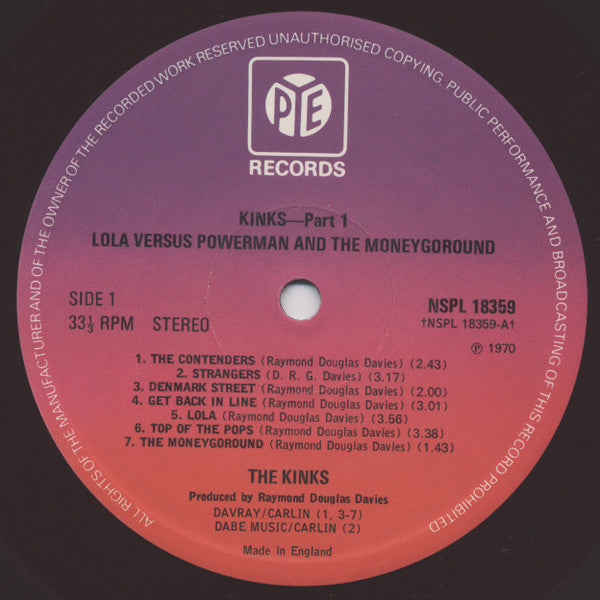 ALL RIGHTS OF THE MANUFACTURER AND OF THE OWNER OF THE RECORDED WORK RESERVED UNAUTHORISED COPYING. PUBLIC PERFORMANCE AND BROADCASTING OF THIS RECORD PROHIBITED
PYE
RECORDS
KINKS—Part 1
LOLA VERSUS POWERMAN AND THE MONEYGOROUND
SIDE 1
33⅓ RPM STEREO
NSPL 18359
†NSPL 18359-A†
℗ 1970
1. THE CONTENDERS (Raymond Douglas Davies) (2.43)
2. STRANGERS (D. R. G. Davies) (3.17)
3. DENMARK STREET (Raymond Douglas Davies) (2.00)
4. GET BACK IN LINE (Raymond Douglas Davies) (3.01)
5. LOLA (Raymond Douglas Davies) (3.56)
6. TOP OF THE POPS (Raymond Douglas Davies) (3.38)
7. THE MONEYGOROUND (Raymond Douglas Davies) (1.43)
THE KINKS
Produced by Raymond Douglas Davies
DAVRAY/CARLIN (1, 3-7)
DABE MUSIC/CARLIN (2)
Made in England